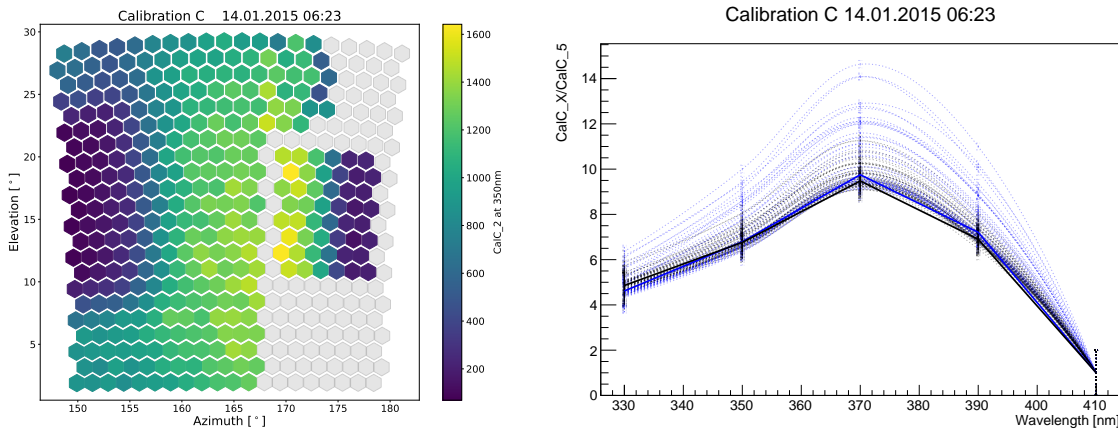 Calibration C 14.01.2015 06:23
30
25
20
15
10
5
Elevation [°]
150 155 160 165 170 175 180
Azimuth [°]
1600
1400
1200
1000
800
600
400
200
CalC_2 at 350nm
Calibration C 14.01.2015 06:23
CalC_X/CalC_5
14
12
10
8
6
4
2
0
330 340 350 360 370 380 390 400 410
Wavelength [nm]